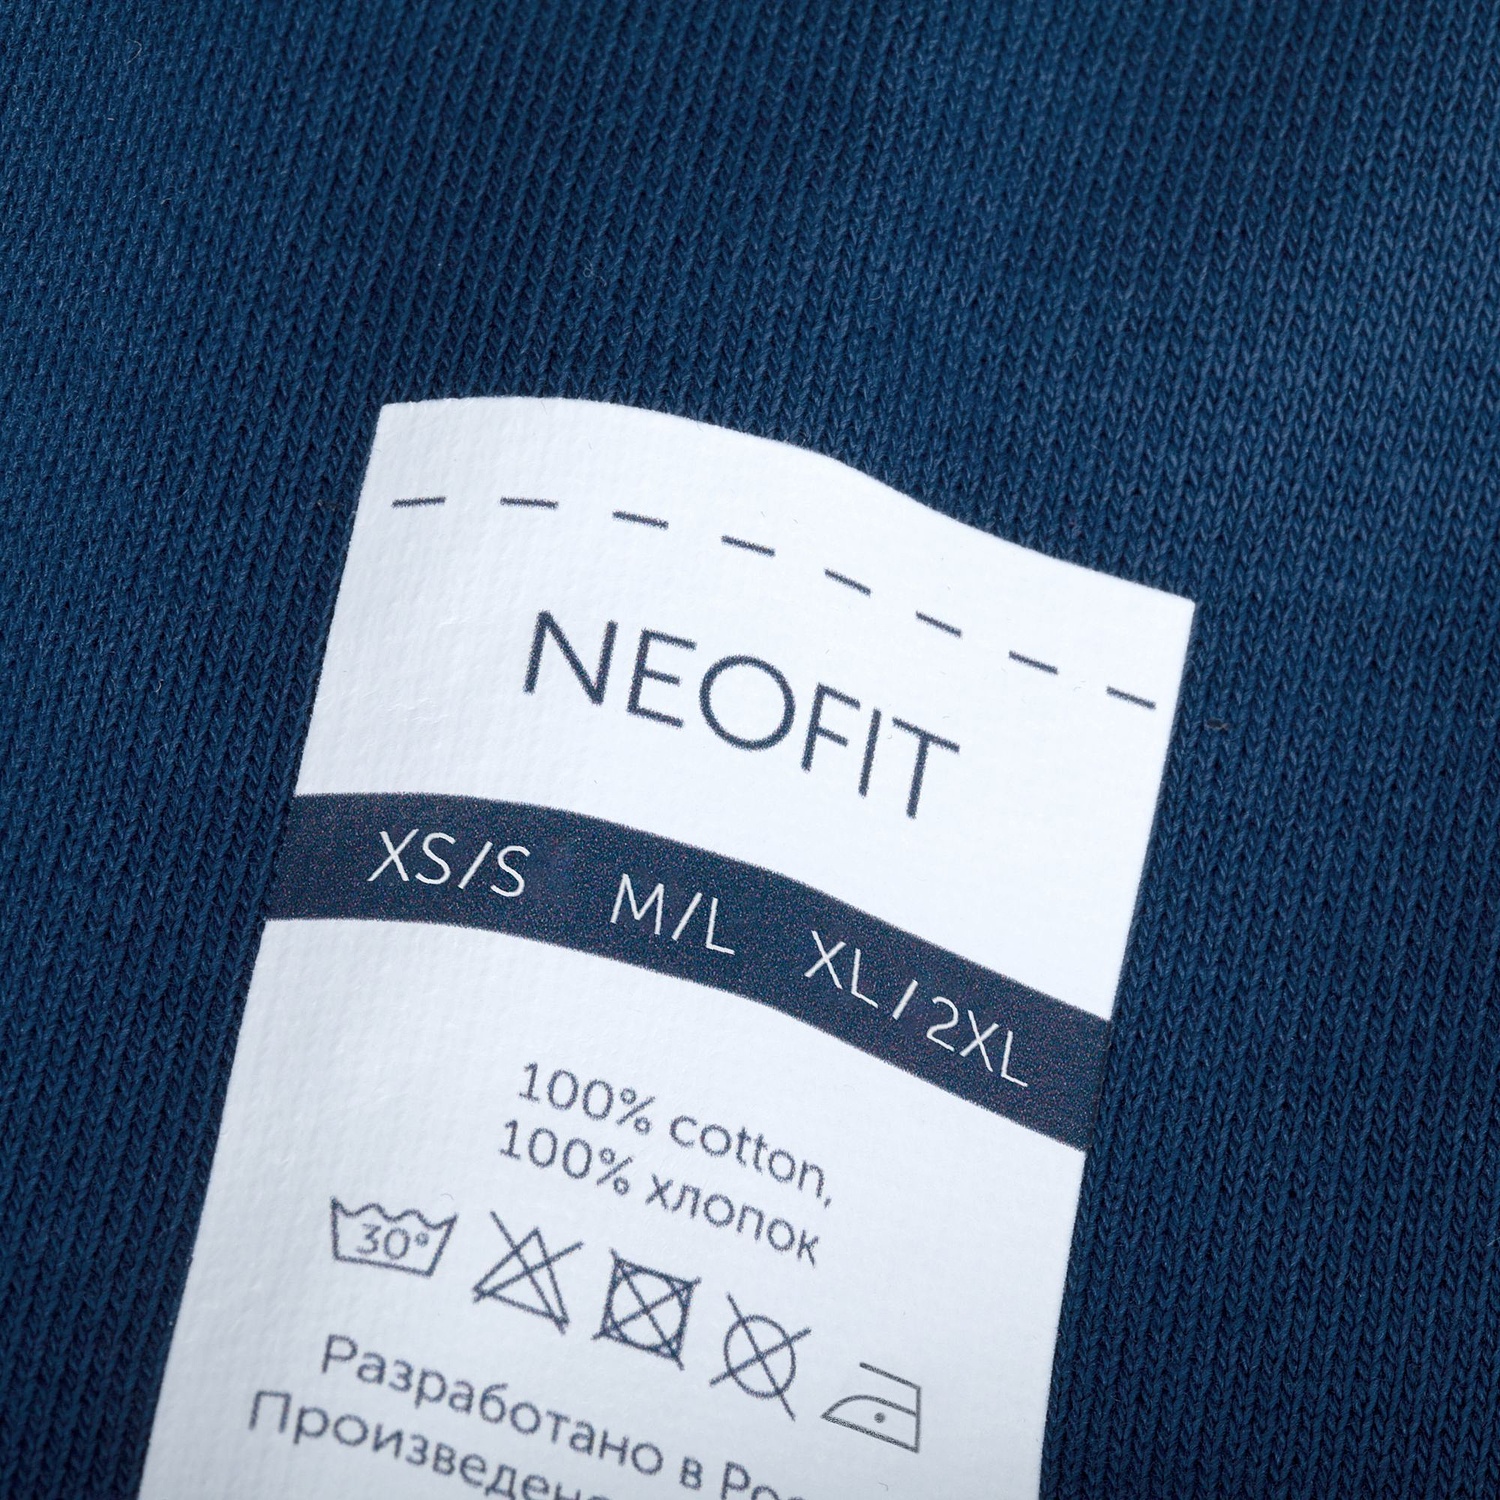 NEOFIT
XS/S M/L XL/2XL
100% cotton,
100% хлопок
30°
Разработано в